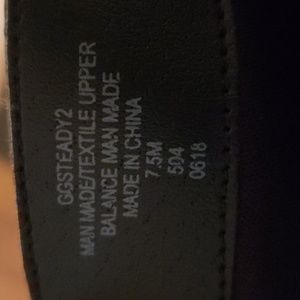 GGSTEADY2
MAN MADE/TEXTILE UPPER
BALANCE MAN MADE
MADE IN CHINA
7.5M
504
0618